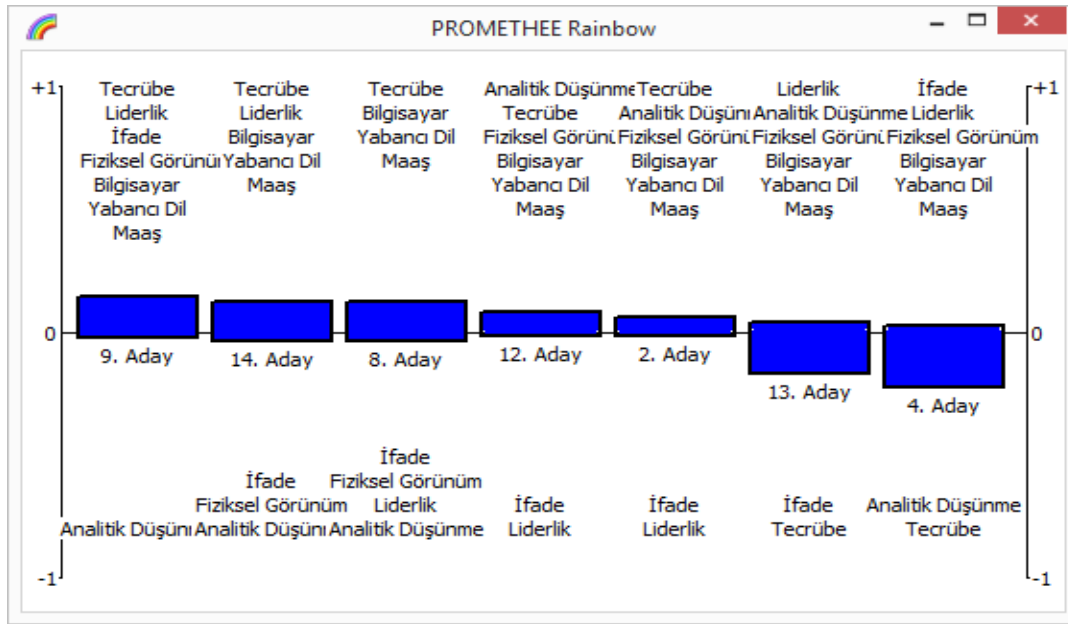 PROMETHEE Rainbow
+1
+1
Tecrübe
Liderlik
İfade
Fiziksel Görünü
Bilgisayar
Yabancı Dil
Maaş
Tecrübe
Liderlik
Bilgisayar
Yabancı Dil
Maaş
Tecrübe
Bilgisayar
Yabancı Dil
Maaş
Analitik Düşünme
Tecrübe
Fiziksel Görünü
Bilgisayar
Yabancı Dil
Maaş
Tecrübe
Analitik Düşün
Fiziksel Görünü
Bilgisayar
Yabancı Dil
Maaş
Liderlik
Analitik Düşünme
Fiziksel Görünü
Bilgisayar
Yabancı Dil
Maaş
İfade
Liderlik
Fiziksel Görünüm
Bilgisayar
Yabancı Dil
Maaş
0
0
9. Aday
14. Aday
8. Aday
12. Aday
2. Aday
13. Aday
4. Aday
Analitik Düşün
İfade
Fiziksel Görünüm
Analitik Düşün
İfade
Fiziksel Görünüm
Liderlik
Analitik Düşünme
İfade
Liderlik
İfade
Liderlik
İfade
Tecrübe
Analitik Düşünme
Tecrübe
-1
-1